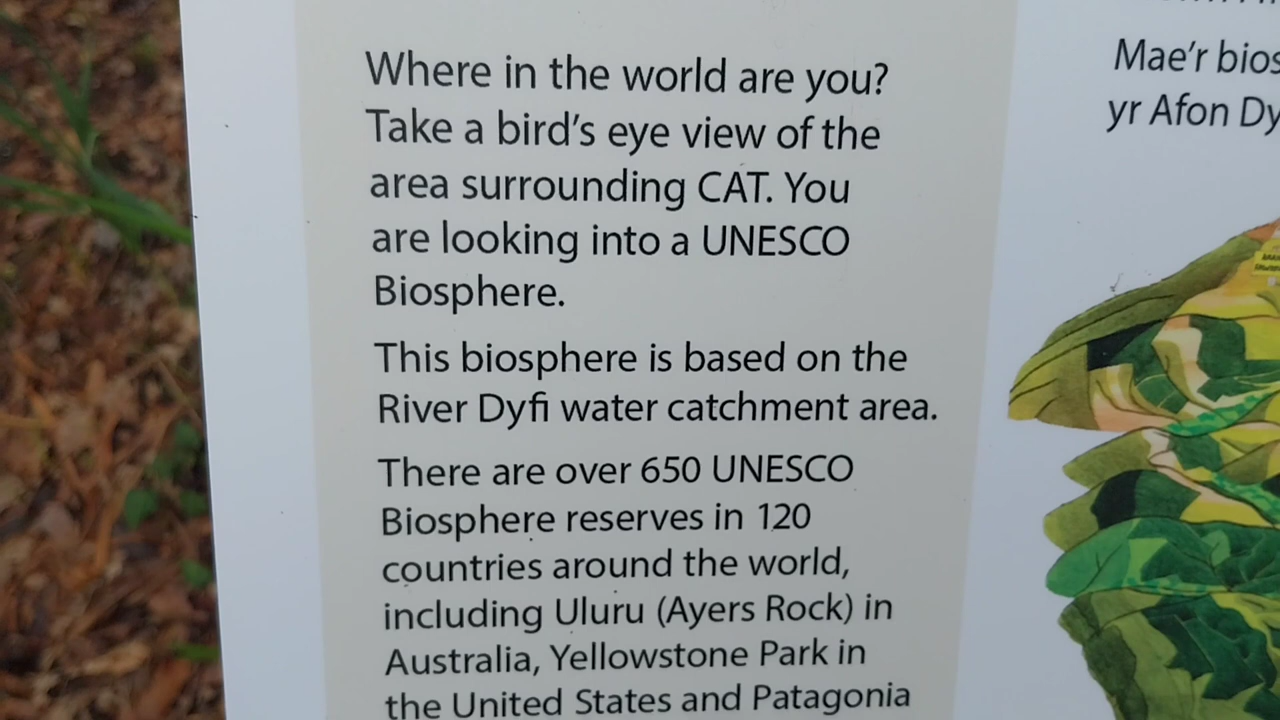 Where in the world are you?
Take a bird's eye view of the
area surrounding CAT. You
are looking into a UNESCO
Biosphere.
This biosphere is based on the
River Dyfi water catchment area.
There are over 650 UNESCO
Biosphere reserves in 120
countries around the world,
including Uluru (Ayers Rock) in
Australia, Yellowstone Park in
the United States and Patagonia
Mae'r bios
yr Afon Dy